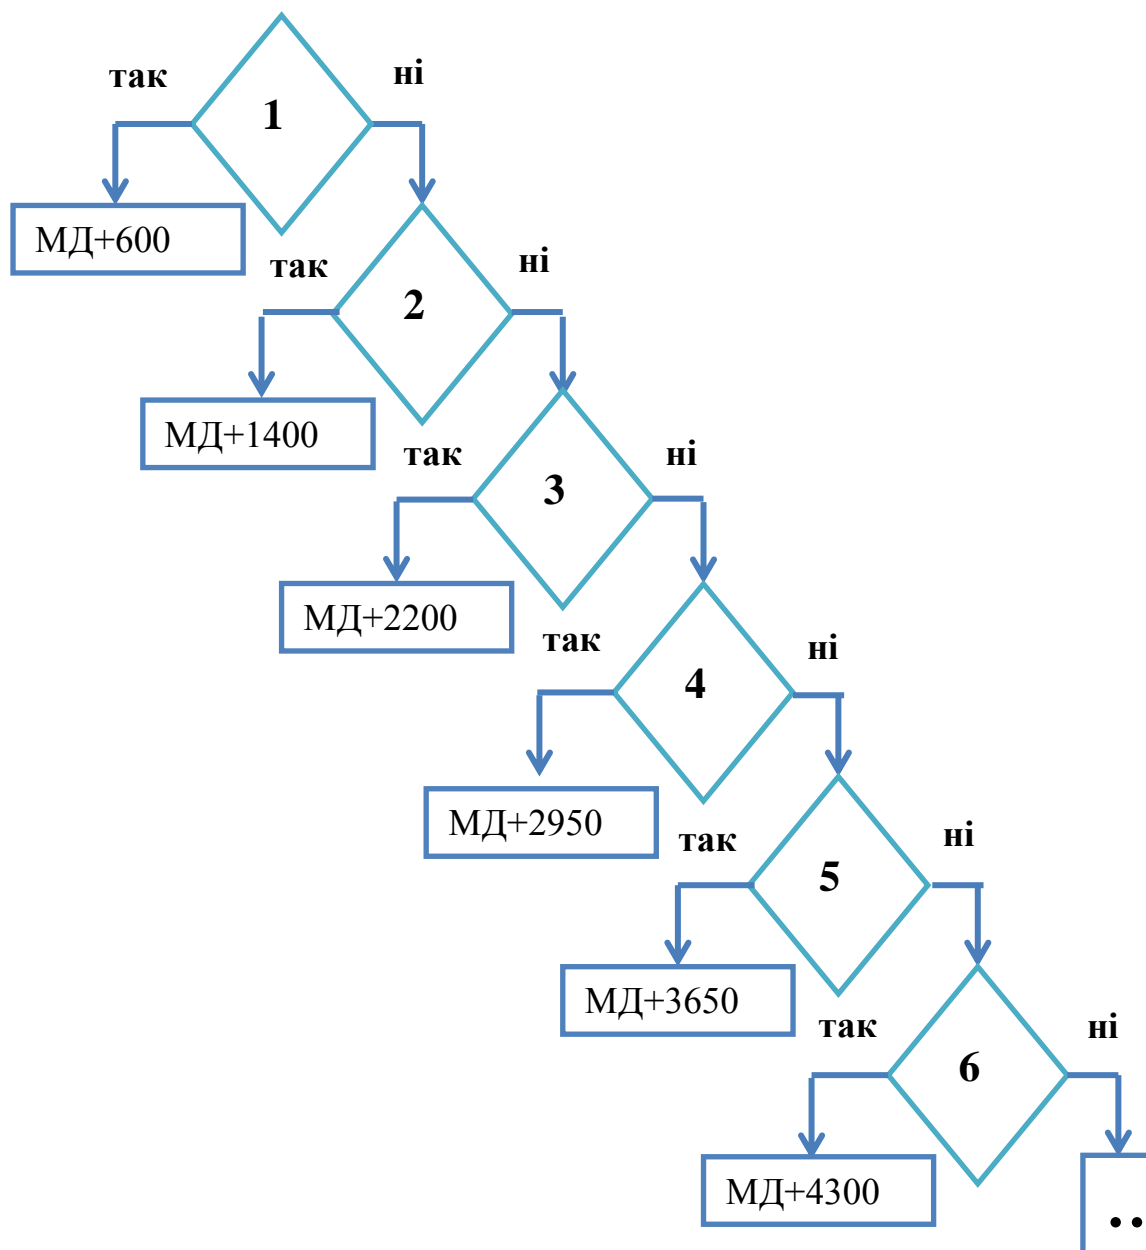 так
ні
1
МД+600
так
ні
2
МД+1400
так
ні
3
МД+2200
так
ні
4
МД+2950
так
ні
5
МД+3650
так
ні
6
МД+4300
..